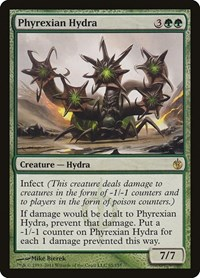 Phyrexian Hydra 3
Creature — Hydra
Infect (This creature deals damage to
creatures in the form of -1/-1 counters and
to players in the form of poison counters.)
If damage would be dealt to Phyrexian
Hydra, prevent that damage. Put a
-1/-1 counter on Phyrexian Hydra for
each 1 damage prevented this way.
Mike Bierek
7/7